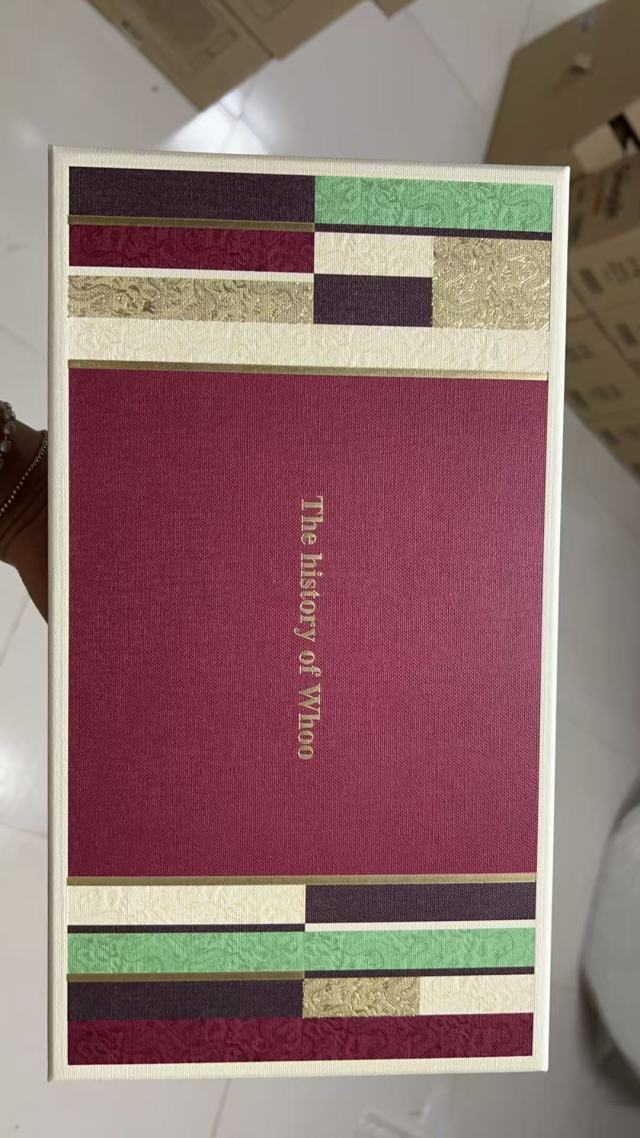 The history of Whoo